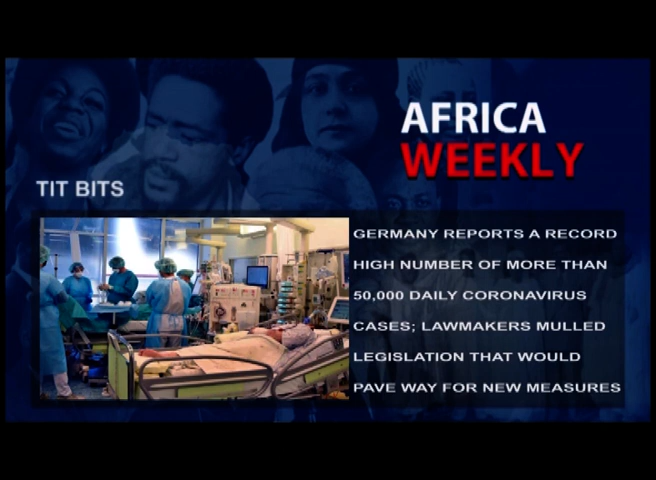 AFRICA
WEEKLY
TIT BITS
GERMANY REPORTS A RECORD
HIGH NUMBER OF MORE THAN
50,000 DAILY CORONAVIRUS
CASES; LAWMAKERS MULLED
LEGISLATION THAT WOULD
PAVE WAY FOR NEW MEASURES